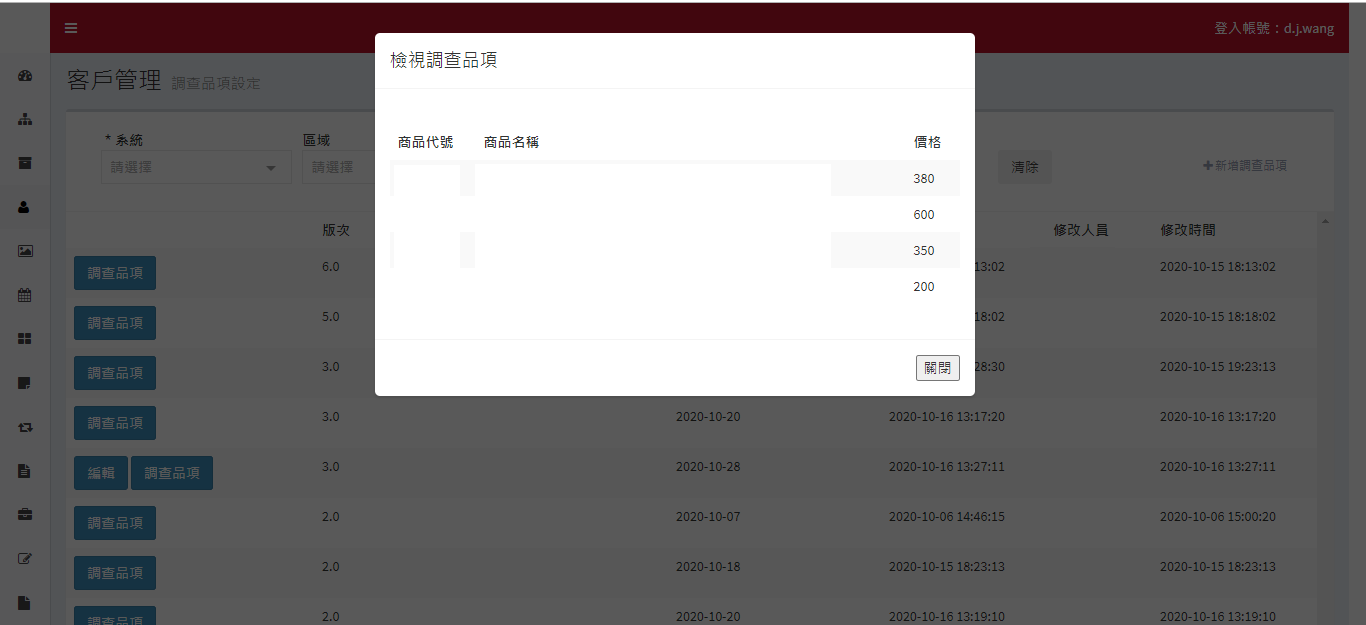 登入帳號：d.j.wang
客戶管理 調查品項設定
檢視調查品項
* 系統 區域
請選擇 請選擇 清除 新增調查品項
商品代號 商品名稱 價格
380
600
350
200
關閉
版次 修改人員 修改時間
調查品項 6.0 13:02 2020-10-15 18:13:02
調查品項 5.0 18:02 2020-10-15 18:18:02
調查品項 3.0 28:30 2020-10-15 19:23:13
調查品項 3.0 2020-10-20 2020-10-16 13:17:20 2020-10-16 13:17:20
編輯 調查品項 3.0 2020-10-28 2020-10-16 13:27:11 2020-10-16 13:27:11
調查品項 2.0 2020-10-07 2020-10-06 14:46:15 2020-10-06 15:00:20
調查品項 2.0 2020-10-18 2020-10-15 18:23:13 2020-10-15 18:23:13
調查品項 2.0 2020-10-20 2020-10-16 13:19:10 2020-10-16 13:19:10